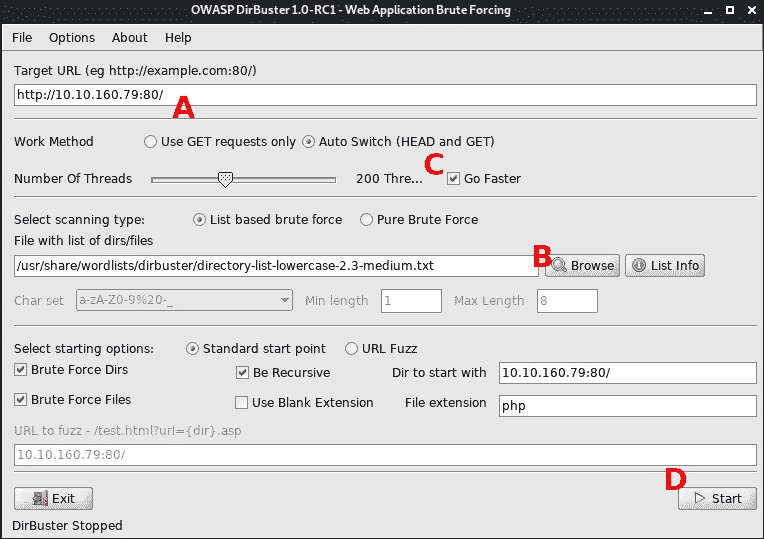 OWASP DirBuster 1.0-RC1 - Web Application Brute Forcing
File Options About Help
Target URL (eg http://example.com:80/)
http://10.10.160.79:80/
A
Work Method Use GET requests only Auto Switch (HEAD and GET)
C
Number Of Threads 200 Thre... Go Faster
Select scanning type: List based brute force Pure Brute Force
File with list of dirs/files
/usr/share/wordlists/dirbuster/directory-list-lowercase-2.3-medium.txt B Browse List Info
Char set a-zA-Z0-9%20-_ Min length 1 Max Length 8
Select starting options: Standard start point URL Fuzz
Brute Force Dirs Be Recursive Dir to start with 10.10.160.79:80/
Brute Force Files Use Blank Extension File extension php
URL to fuzz - /test.html?url={dir}.asp
10.10.160.79:80/
D
Exit Start
DirBuster Stopped